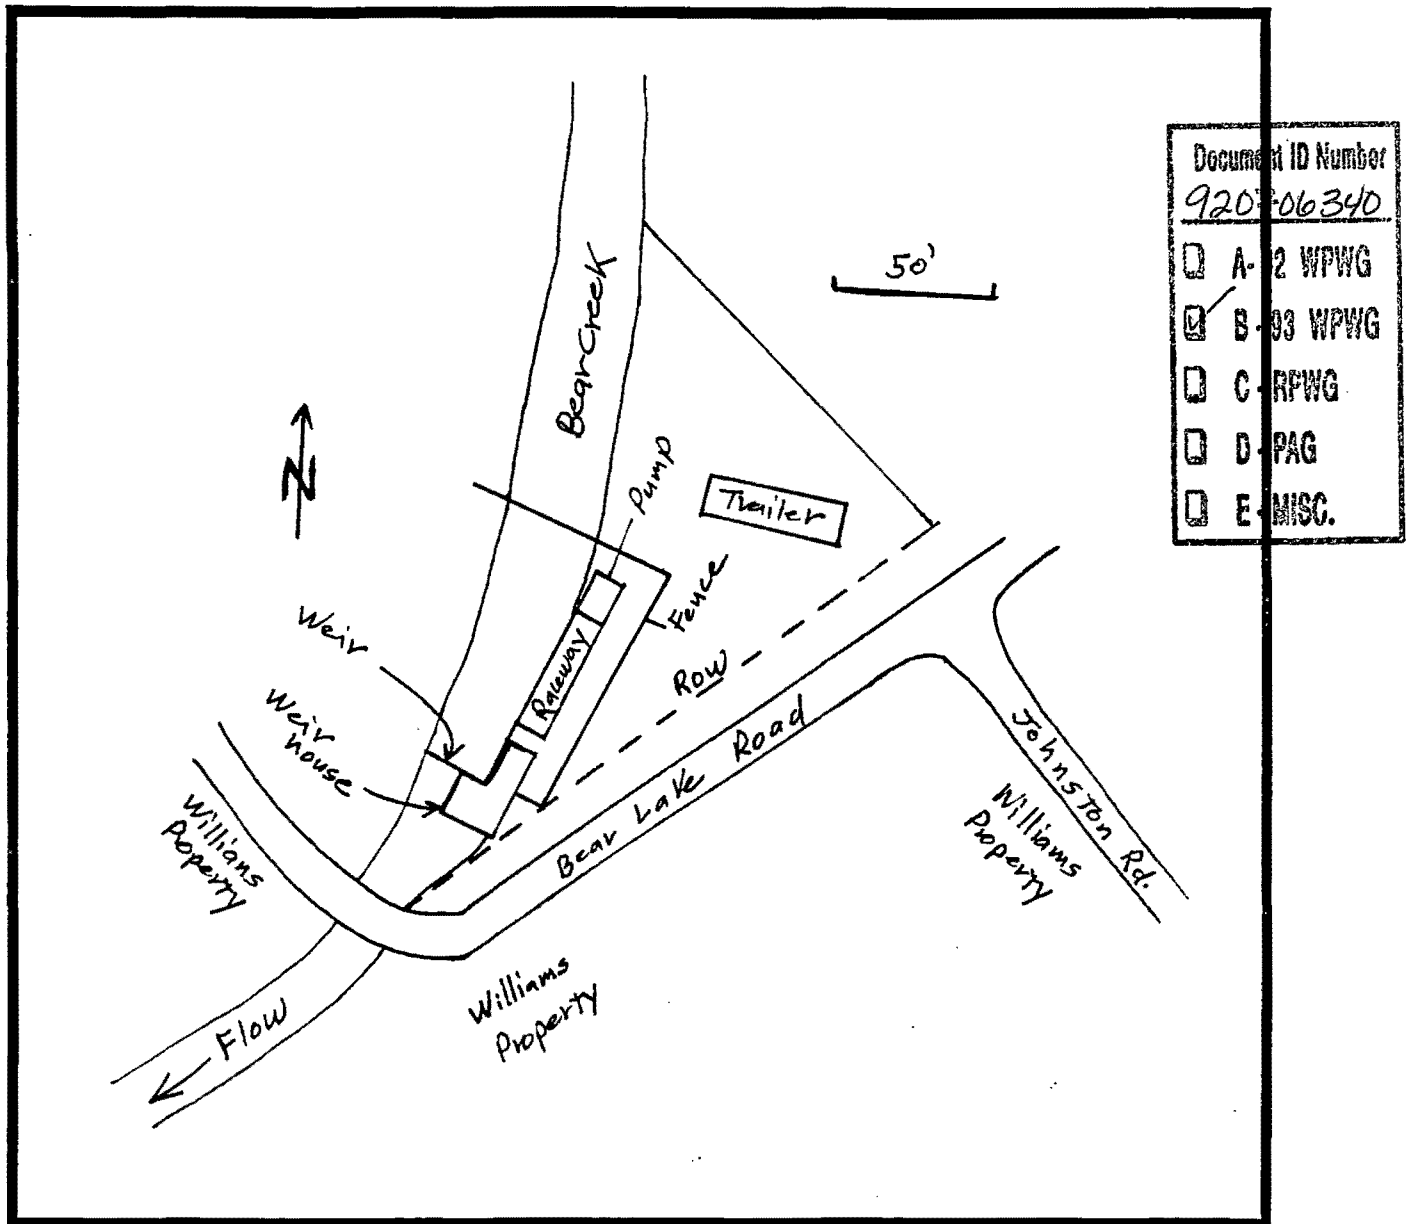 Document ID Number
920 06340
A- 92 WPWG
B - 93 WPWG
C - RPWG
D - PAG
E - MISC.
50'
Bear Creek
N
Pump
Trailer
Fence
Weir
Raceway
Row
Weir
house
Bear Lake Road
Johnston Rd.
Williams
Property
Williams
Property
Williams
Property
Flow